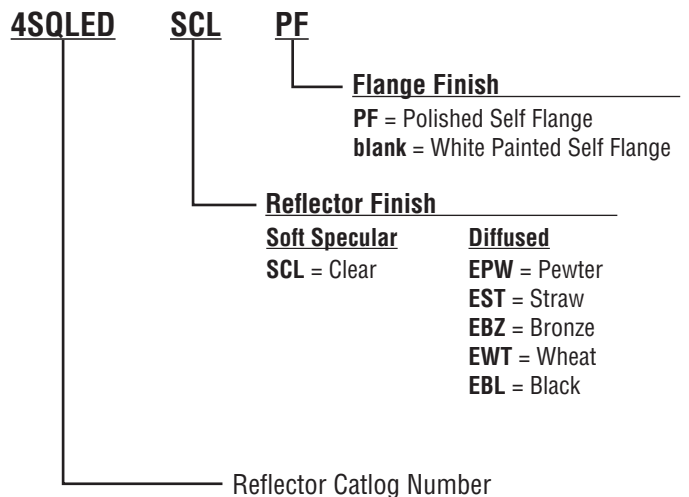 4SQLED SCL PF
Flange Finish
PF = Polished Self Flange
blank = White Painted Self Flange
Reflector Finish
Soft Specular Diffused
SCL = Clear EPW = Pewter
EST = Straw
EBZ = Bronze
EWT = Wheat
EBL = Black
Reflector Catlog Number